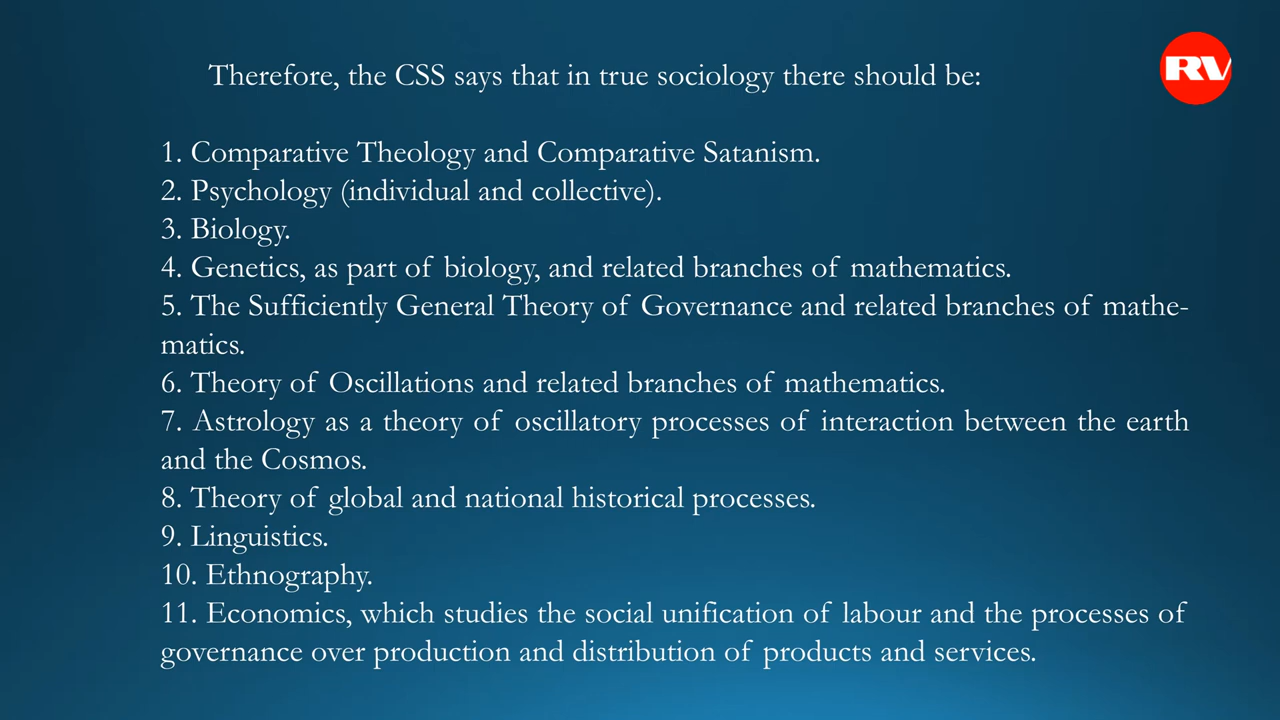 Therefore, the CSS says that in true sociology there should be:
RV
1. Comparative Theology and Comparative Satanism.
2. Psychology (individual and collective).
3. Biology.
4. Genetics, as part of biology, and related branches of mathematics.
5. The Sufficiently General Theory of Governance and related branches of mathe-
matics.
6. Theory of Oscillations and related branches of mathematics.
7. Astrology as a theory of oscillatory processes of interaction between the earth
and the Cosmos.
8. Theory of global and national historical processes.
9. Linguistics.
10. Ethnography.
11. Economics, which studies the social unification of labour and the processes of
governance over production and distribution of products and services.